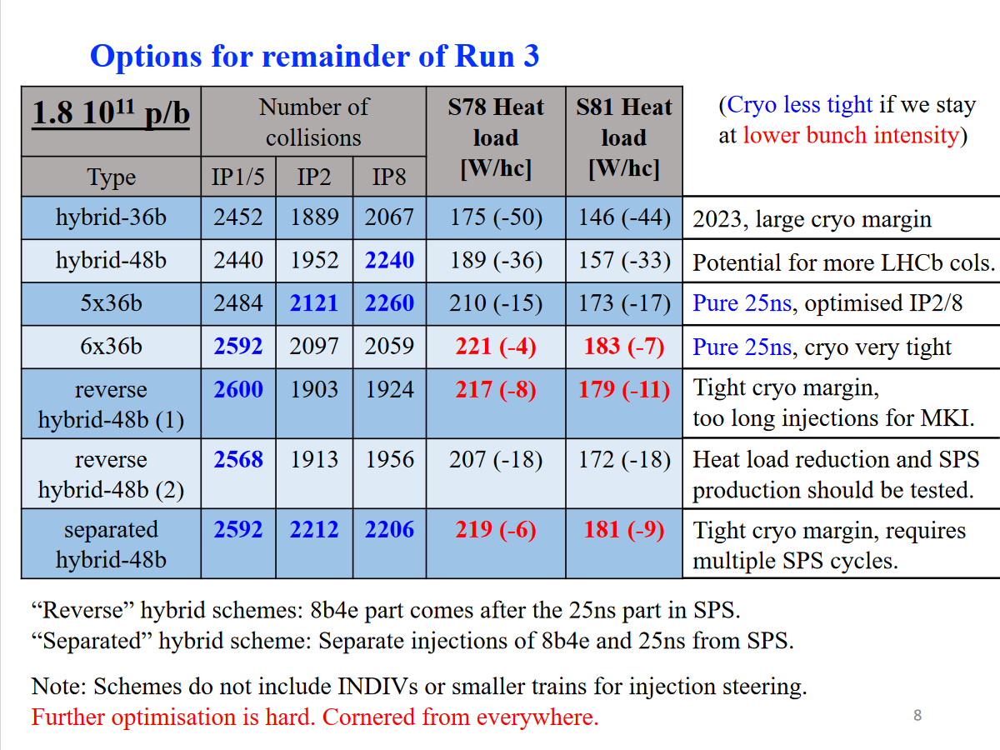 Options for remainder of Run 3
1.8 10¹¹ p/b
Number of
collisions
S78 Heat
load
[W/hc]
S81 Heat
load
[W/hc]
(Cryo less tight if we stay
at lower bunch intensity)
Type
IP1/5
IP2
IP8
hybrid-36b 2452 1889 2067 175 (-50) 146 (-44) 2023, large cryo margin
hybrid-48b 2440 1952 2240 189 (-36) 157 (-33) Potential for more LHCb cols.
5x36b 2484 2121 2260 210 (-15) 173 (-17) Pure 25ns, optimised IP2/8
6x36b 2592 2097 2059 221 (-4) 183 (-7) Pure 25ns, cryo very tight
reverse
hybrid-48b (1)
2600 1903 1924 217 (-8) 179 (-11)
Tight cryo margin,
too long injections for MKI.
reverse
hybrid-48b (2)
2568 1913 1956 207 (-18) 172 (-18)
Heat load reduction and SPS
production should be tested.
separated
hybrid-48b
2592 2212 2206 219 (-6) 181 (-9)
Tight cryo margin, requires
multiple SPS cycles.
“Reverse” hybrid schemes: 8b4e part comes after the 25ns part in SPS.
“Separated” hybrid scheme: Separate injections of 8b4e and 25ns from SPS.
Note: Schemes do not include INDIVs or smaller trains for injection steering.
Further optimisation is hard. Cornered from everywhere.
8